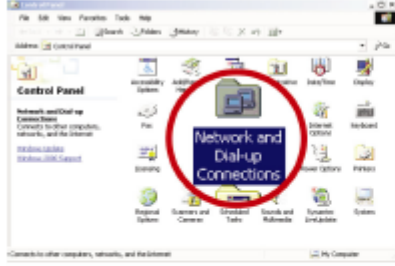 Control Panel
File Edit View Favorites Tools Help
Search Folders History
Address Control Panel
Control Panel
Network and Dial-up
Connections
Connects to other computers,
networks, and the Internet
Windows Update
Windows 2000 Support
Accessibility
Options
Date/Time
Display
Fax
Network and
Dial-up
Connections
Internet
Options
Keyboard
Licensing
Power Options
Printers
Regional
Options
Scanners and
Cameras
Scheduled
Tasks
Sounds and
Multimedia
Symantec
LiveUpdate
System
Connects to other computers, networks, and the Internet
My Computer